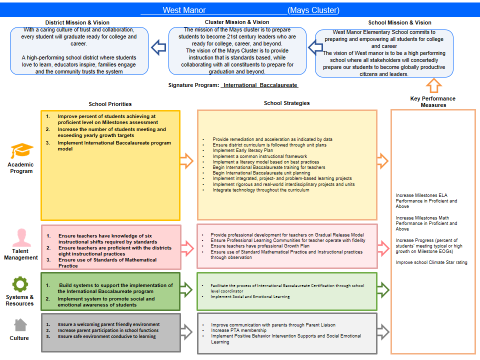 West Manor (Mays Cluster)
District Mission & Vision
With a caring culture of trust and collaboration,
every student will graduate ready for college and
career.
A high-performing school district where students
love to learn, educators inspire, families engage
and the community trusts the system
Cluster Mission & Vision
The mission of the Mays cluster is to prepare
students to become 21st century leaders who are
ready for college, career, and beyond.
The vision of the Mays Cluster is to provide
instruction that is standards based, while
collaborating with all constituents to prepare for
graduation and beyond.
School Mission & Vision
West Manor Elementary School commits to
preparing and empowering all students for college
and career
The vision of West manor is to be a high performing
school where all stakeholders will concertedly
prepare our students to become globally productive
citizens and leaders
Signature Program: International Baccalaureate
School Priorities
School Strategies
Key Performance
Measures
Academic
Program
1. Improve percent of students achieving at
proficient level on Milestones assessment
2. Increase the number of students meeting and
exceeding yearly growth targets
3. Implement International Baccalaureate program
model
Provide remediation and acceleration as indicated by data
Ensure district curriculum is followed through unit plans
Implement Early literacy Plan
Implement a common instructional framework
Implement a literacy model based on best practices
Begin International Baccalaureate training for teachers
Begin International Baccalaureate unit planning
Implement integrated, project- and problem-based learning projects
Implement rigorous and real-world interdisciplinary projects and units
Integrate technology throughout the curriculum
Increase Milestones ELA
Performance in Proficient and
Above
Increase Milestones Math
Performance in Proficient and
Above
Increase Progress (percent of
students' meeting typical or high
growth on Milestone EOGs)
Improve school Climate Star rating
Talent
Management
1. Ensure teachers have knowledge of six
instructional shifts required by standards
2. Ensure teachers are proficient with the districts
eight instructional practices
3. Ensure use of Standards of Mathematical
Practice
Provide professional development for teachers on Gradual Release Model
Ensure Professional Learning Communities for teacher operate with fidelity
Ensure teachers have professional Growth Plan
Ensure use of Standard Mathematical Practice and Instructional practices
through observation
Systems &
Resources
1. Build systems to support the implementation of
the International Baccalaureate program
2. Implement system to promote social and
emotional awareness of students
Facilitate the process of International Baccalaureate Certification through school
level coordinator
Implement Social and Emotional Learning
Culture
1. Insure a welcoming parent friendly environment
2. Increase parent participation in school functions
3. Insure safe environment conducive to learning
Improve communication with parents through Parent Liaison
Increase PTA membership
Implement Positive Behavior Intervention Supports and Social Emotional
Learning